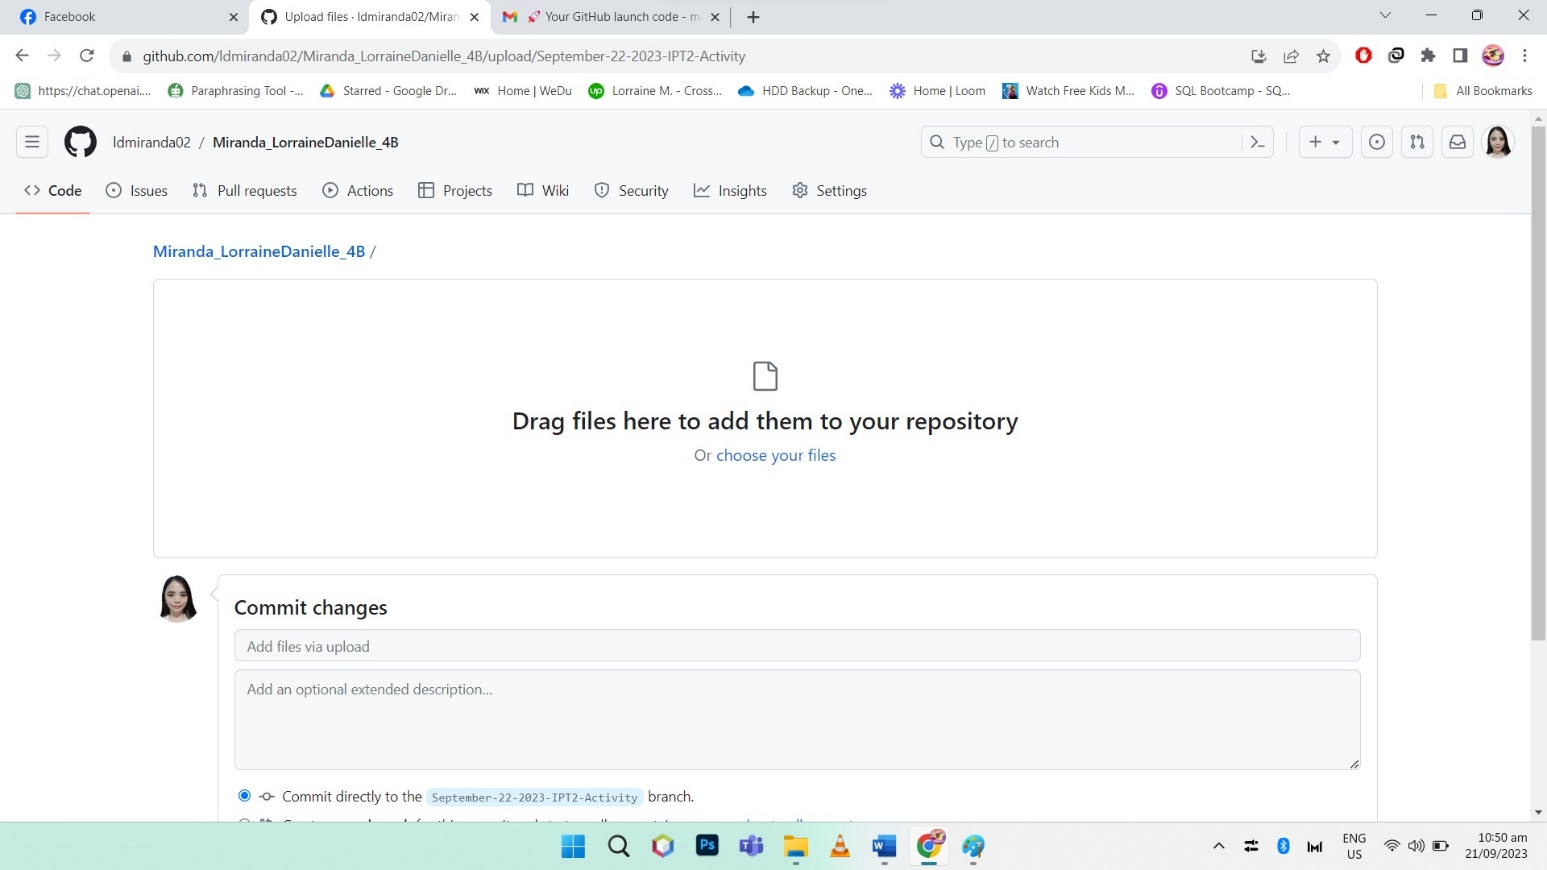 Facebook
Upload files · ldmiranda02/Miran
🚀 Your GitHub launch code - m
github.com/ldmiranda02/Miranda_LorraineDanielle_4B/upload/September-22-2023-IPT2-Activity
https://chat.openai....
Paraphrasing Tool -...
Starred - Google Dr...
WIX Home | WeDu
up Lorraine M. - Cross...
HDD Backup - One...
Home | Loom
Watch Free Kids M...
SQL Bootcamp - SQ...
All Bookmarks
ldmiranda02 / Miranda_LorraineDanielle_4B
Type / to search
Code
Issues
Pull requests
Actions
Projects
Wiki
Security
Insights
Settings
Miranda_LorraineDanielle_4B /
Drag files here to add them to your repository
Or choose your files
Commit changes
Add files via upload
Add an optional extended description...
Commit directly to the September-22-2023-IPT2-Activity branch.
Ps
ENG
US
10:50 am
21/09/2023